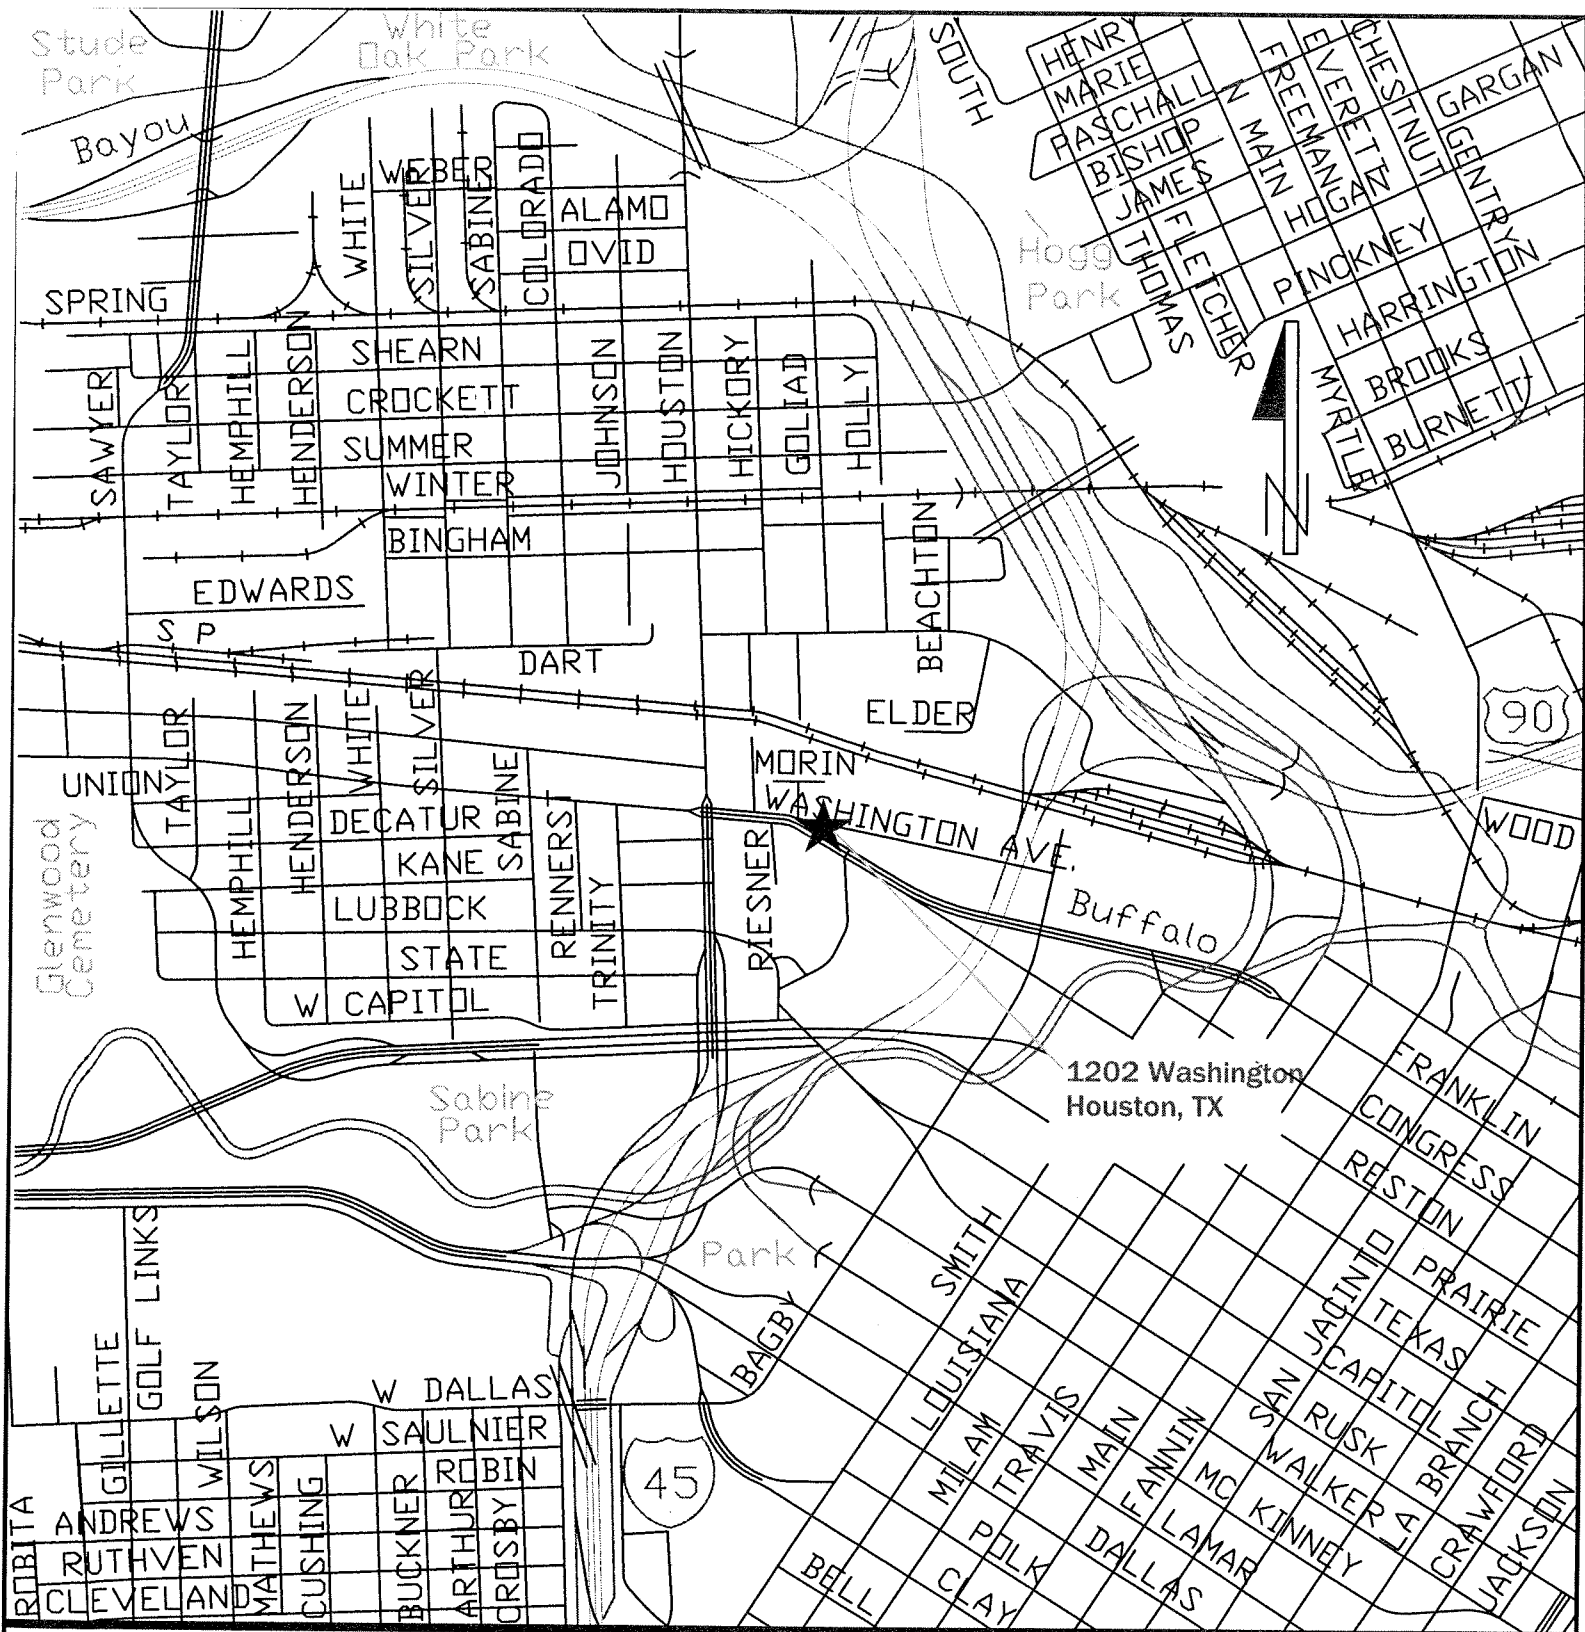 Stude
Park
White
Oak Park
Bayou
SOUTH
HENRY
MARIE
PASCHALL
BISHOP
JAMES
THOMAS
FLETCHER
N MAIN
FREEMAN
EVERETT
CHESTNUT
GENTRY
GARGAN
HOGAN
PINCKNEY
HARRINGTON
BROOKS
BURNETT
MYRTLE
Hogg
Park
N
WEBER
WHITE
SILVER
SABINE
COLORADO
ALAMO
OVID
SPRING
SHEARN
CROCKETT
SUMMER
WINTER
BINGHAM
SAWYER
TAYLOR
HEMPHILL
HENDERSON
JOHNSON
HOUSTON
HICKORY
GOLIAD
HOLLY
BEACHTON
EDWARDS
S P
DART
ELDER
90
MORIN
WASHINGTON AVE.
WOOD
UNION
TAYLOR
HEMPHILL
HENDERSON
WHITE
SILVER
SABINE
DECATUR
KANE
LUBBOCK
STATE
W CAPITOL
RENNERST
TRINITY
RIESNER
Glenwood
Cemetery
Buffalo
1202 Washington
Houston, TX
Sabine
Park
Park
FRANKLIN
CONGRESS
RESTON
PRAIRIE
TEXAS
CAPITOL
RUSK
WALKER
MC KINNEY
LAMAR
DALLAS
POLK
CLAY
BELL
BAGBY
SMITH
LOUISIANA
MILAM
TRAVIS
MAIN
FANNIN
SAN JACINTO
LA BRANCH
CRAWFORD
JACKSON
GILLETTE
GOLF LINKS
WILSON
W DALLAS
W SAULNIER
ROBIN
45
ANDREWS
RUTHVEN
CLEVELAND
ROBITA
MATHEWS
CUSHING
BUCKNER
ARTHUR
CROSBY